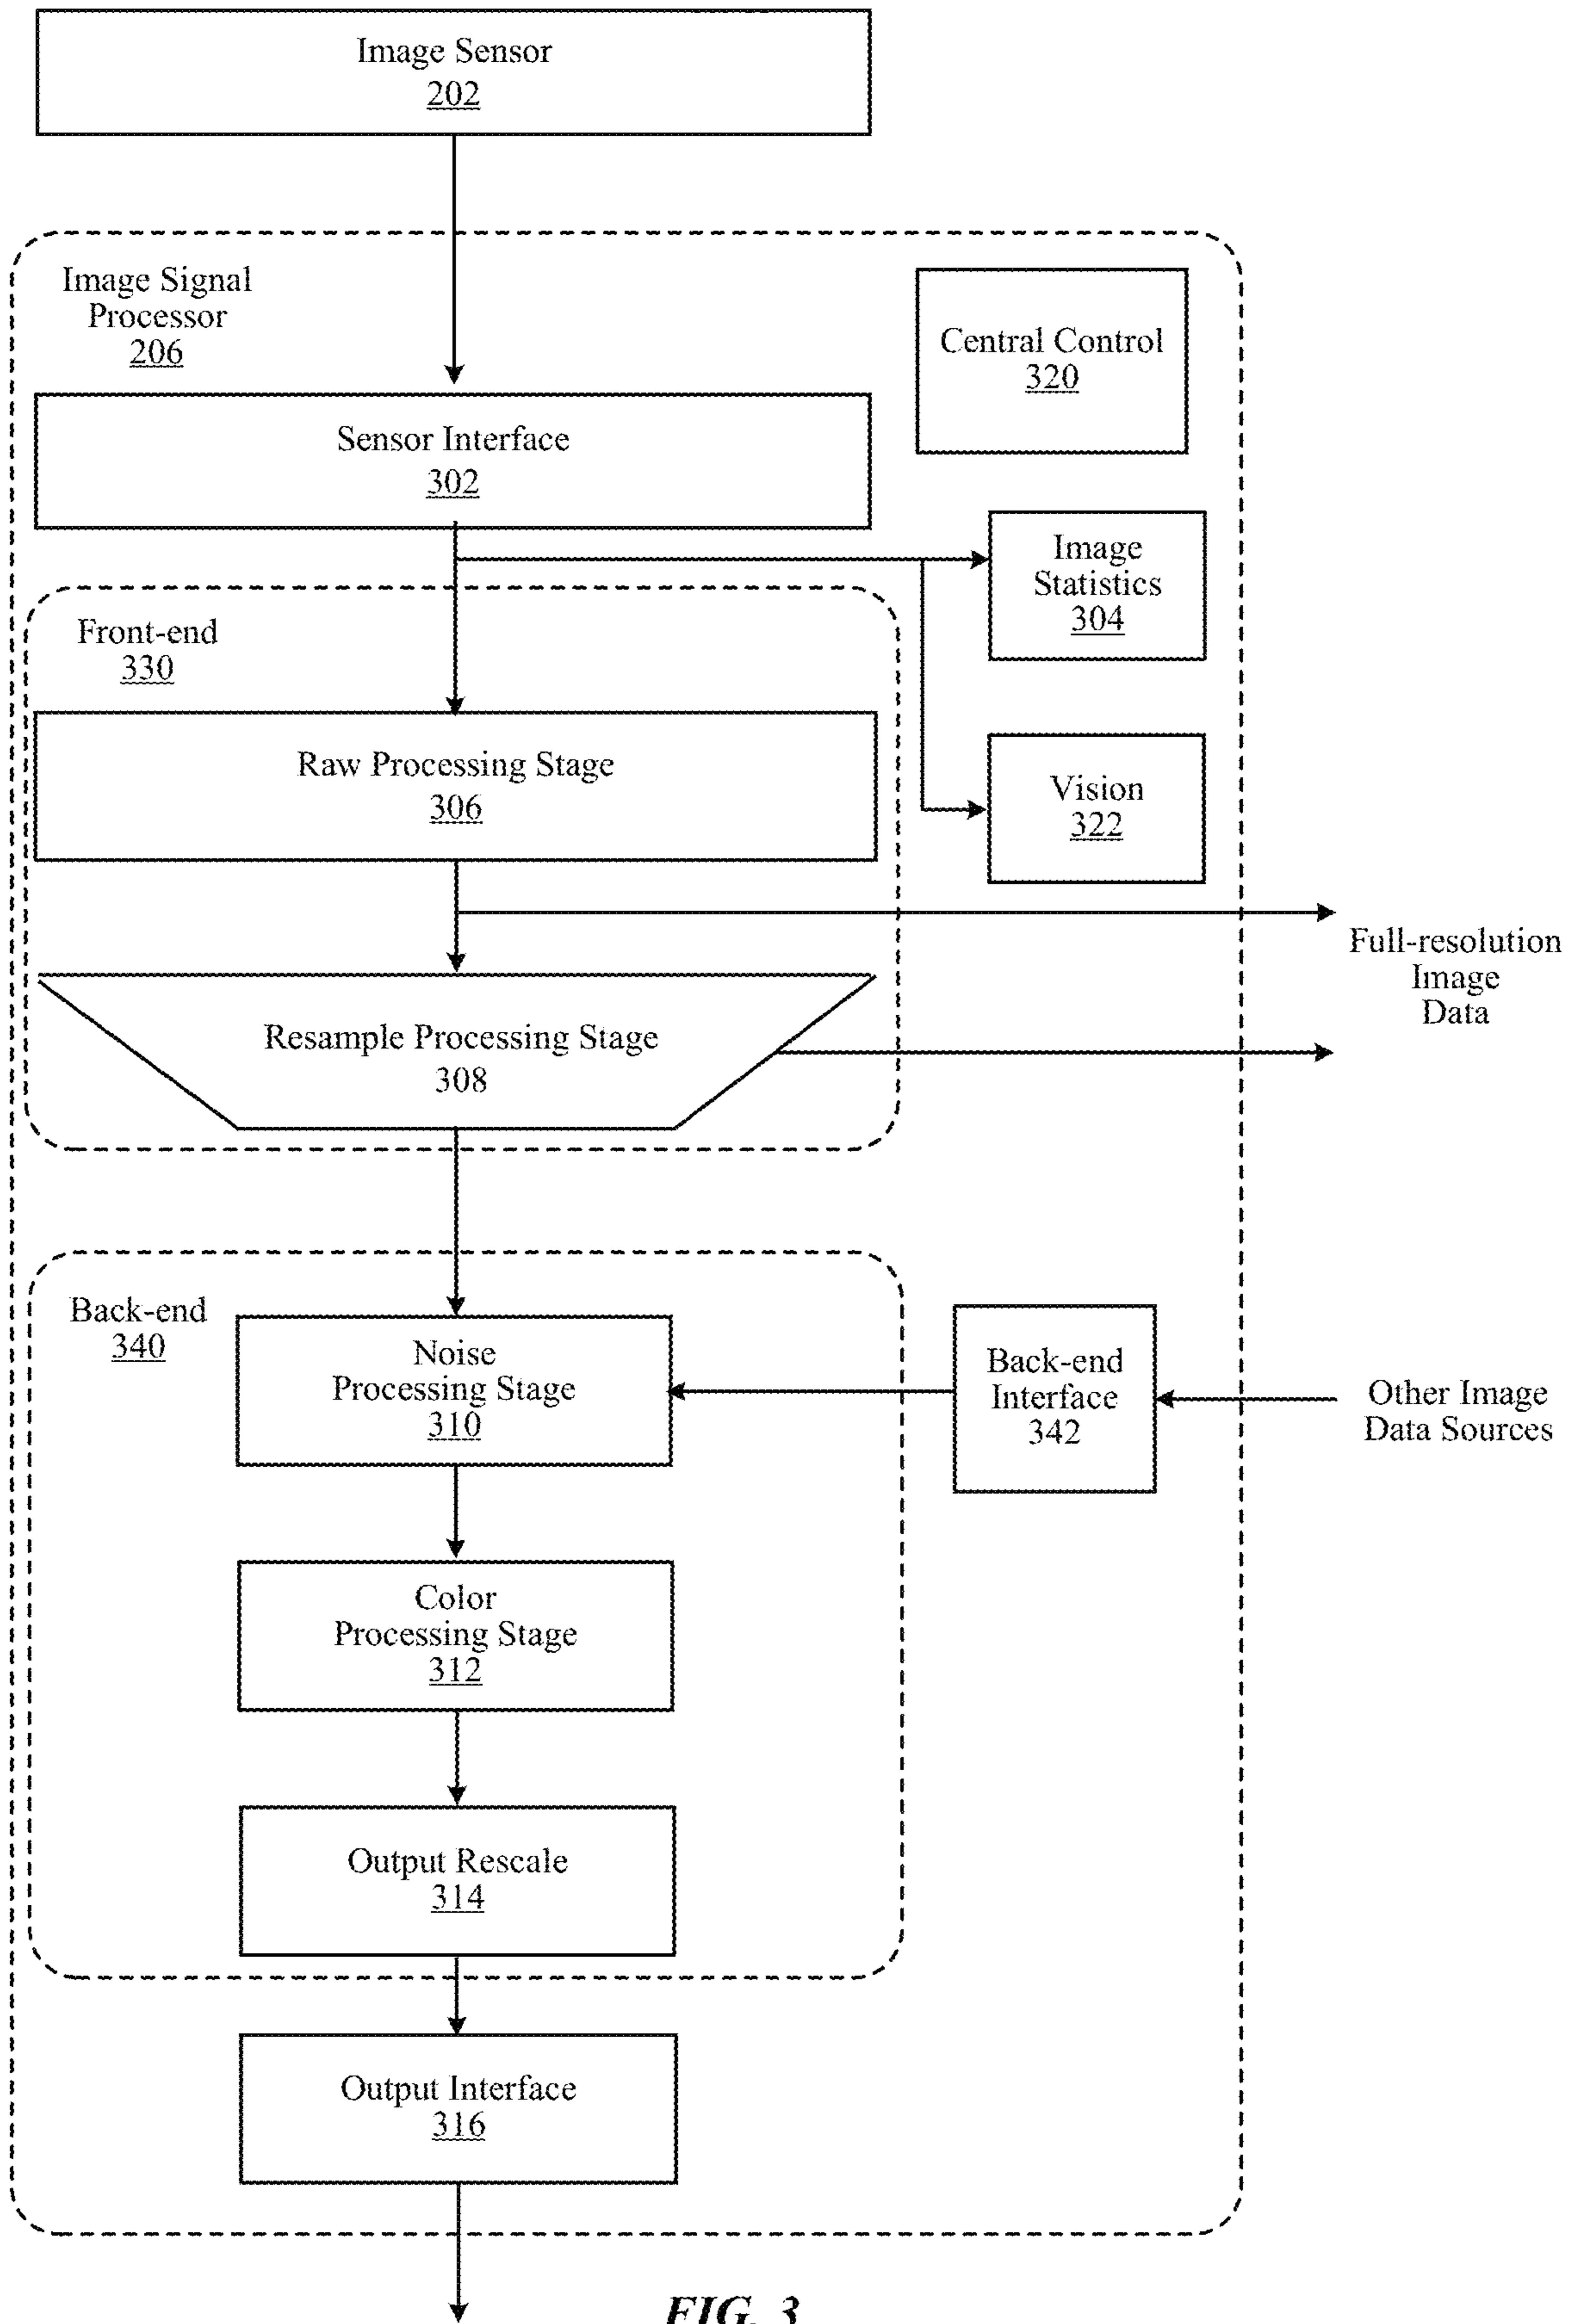 Image Sensor
202
Image Signal
Processor
206
Central Control
320
Sensor Interface
302
Image
Statistics
304
Front-end
330
Raw Processing Stage
306
Vision
322
Full-resolution
Image
Data
Resample Processing Stage
308
Back-end
340
Noise
Processing Stage
310
Back-end
Interface
342
Other Image
Data Sources
Color
Processing Stage
312
Output Rescale
314
Output Interface
316
FIG. 3